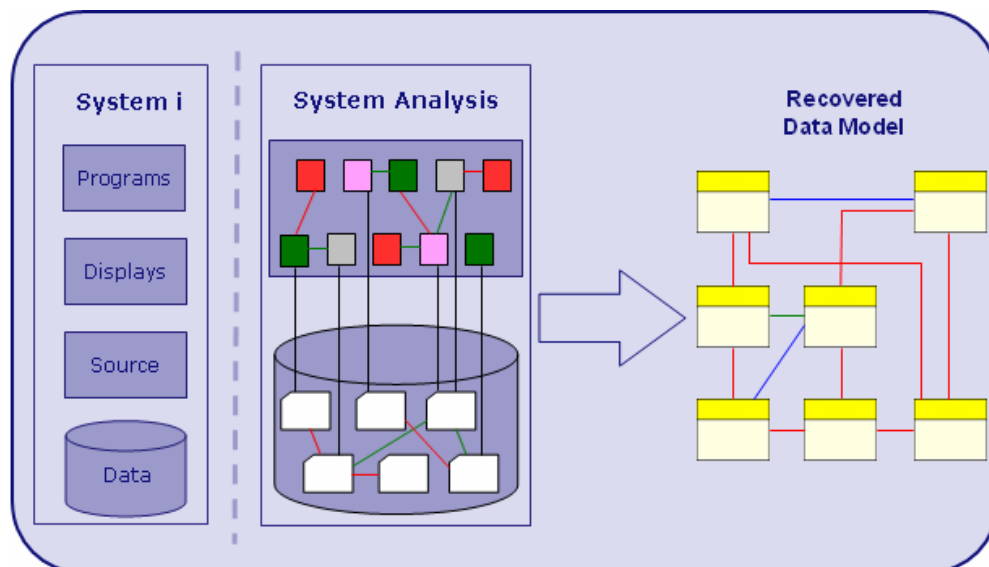 System i
Programs
Displays
Source
Data
System Analysis
Recovered
Data Model